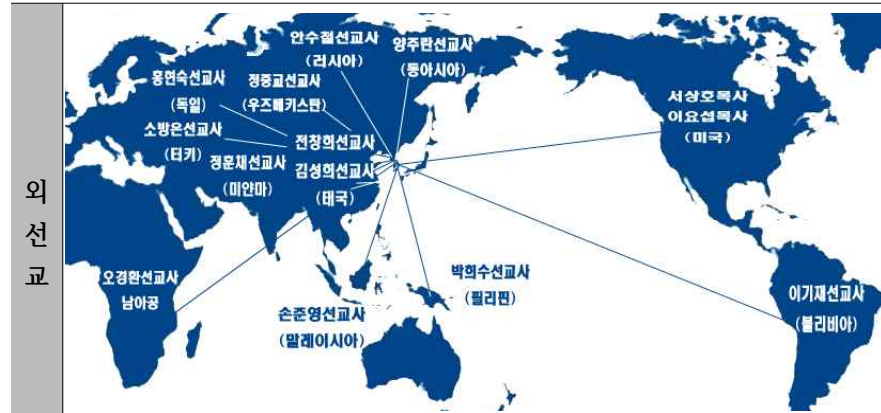 외
선
교
안수철선교사
(러시아)
양주란선교사
(동아시아)
홍현숙선교사
(독일)
정중교선교사
(우즈베키스탄)
서상호목사
이요섭목사
(미국)
소방온선교사
(터키)
전창희선교사
정훈채선교사
(미얀마)
김성희선교사
(태국)
오경환선교사
남아공
박희수선교사
(필리핀)
손준영선교사
(말레이시아)
이기재선교사
(볼리비아)